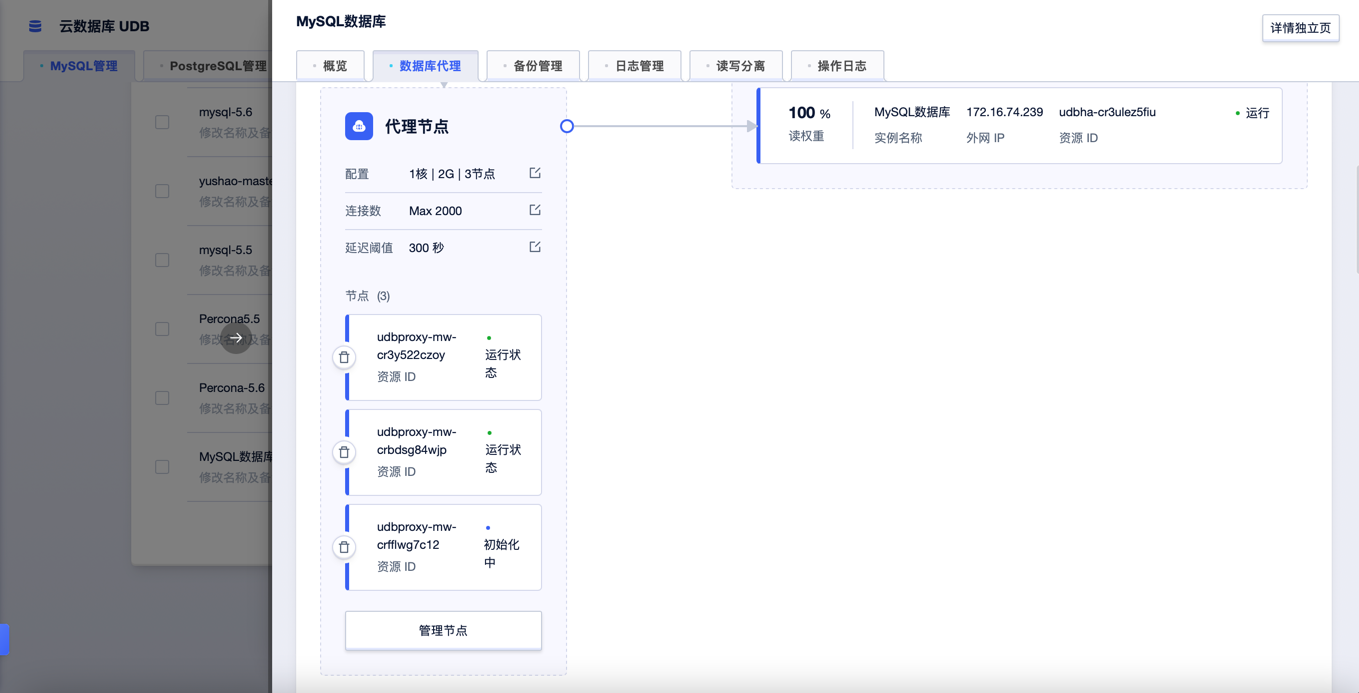 云数据库 UDB
MySQL管理
PostgreSQL管理
mysql-5.6
修改名称及备
yushao-maste
修改名称及备
mysql-5.5
修改名称及备
Percona5.5
修改名称及备
Percona-5.6
修改名称及备
MySQL数据库
修改名称及备
MySQL数据库
详情独立页
概览
数据库代理
备份管理
日志管理
读写分离
操作日志
代理节点
配置 1核 | 2G | 3节点
连接数 Max 2000
延迟阈值 300 秒
节点 (3)
udbproxy-mw-
cr3y522czoy
资源 ID
运行状
态
udbproxy-mw-
crbdsg84wjp
资源 ID
运行状
态
udbproxy-mw-
crfflwg7c12
资源 ID
初始化
中
管理节点
100 %
读权重
MySQL数据库
实例名称
172.16.74.239
外网 IP
udbha-cr3ulez5fiu
资源 ID
运行